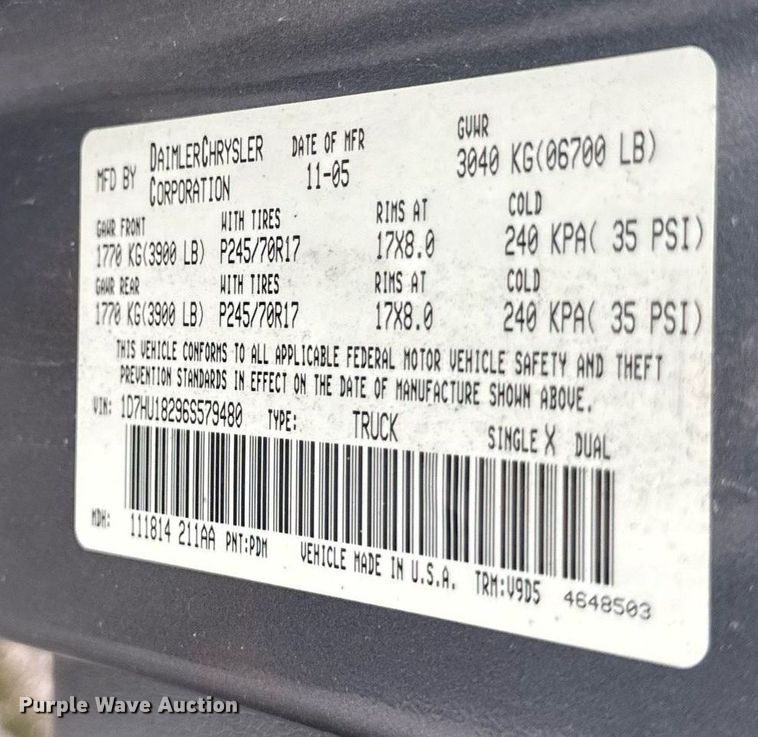 MFD BY DAIMLERCHRYSLER CORPORATION DATE OF MFR 11-05 GVWR 3040 KG(06700 LB)
GAWR FRONT WITH TIRES RIMS AT COLD
1770 KG(3900 LB) P245/70R17 17X8.0 240 KPA( 35 PSI)
GAWR REAR WITH TIRES RIMS AT COLD
1770 KG(3900 LB) P245/70R17 17X8.0 240 KPA( 35 PSI)
THIS VEHICLE CONFORMS TO ALL APPLICABLE FEDERAL MOTOR VEHICLE SAFETY AND THEFT
PREVENTION STANDARDS IN EFFECT ON THE DATE OF MANUFACTURE SHOWN ABOVE.
VIN: 1D7HU18296S579480 TYPE: TRUCK SINGLE X DUAL
MDH: 111814 211AA PNT:PDM VEHICLE MADE IN U.S.A. TRM:V9D5 4648503
Purple Wave Auction